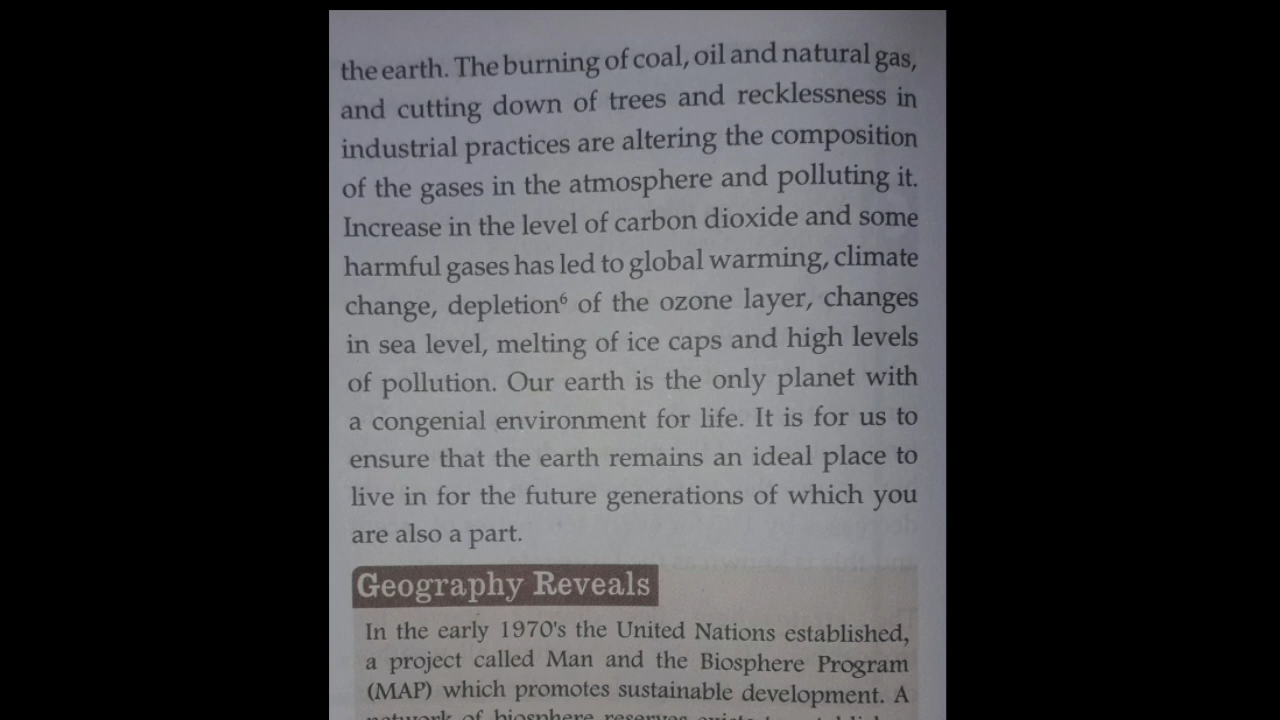 the earth. The burning of coal, oil and natural gas,
and cutting down of trees and recklessness in
industrial practices are altering the composition
of the gases in the atmosphere and polluting it.
Increase in the level of carbon dioxide and some
harmful gases has led to global warming, climate
change, depletion⁶ of the ozone layer, changes
in sea level, melting of ice caps and high levels
of pollution. Our earth is the only planet with
a congenial environment for life. It is for us to
ensure that the earth remains an ideal place to
live in for the future generations of which you
are also a part.
Geography Reveals
In the early 1970's the United Nations established,
a project called Man and the Biosphere Program
(MAP) which promotes sustainable development. A
network of biosphere reserves exists to